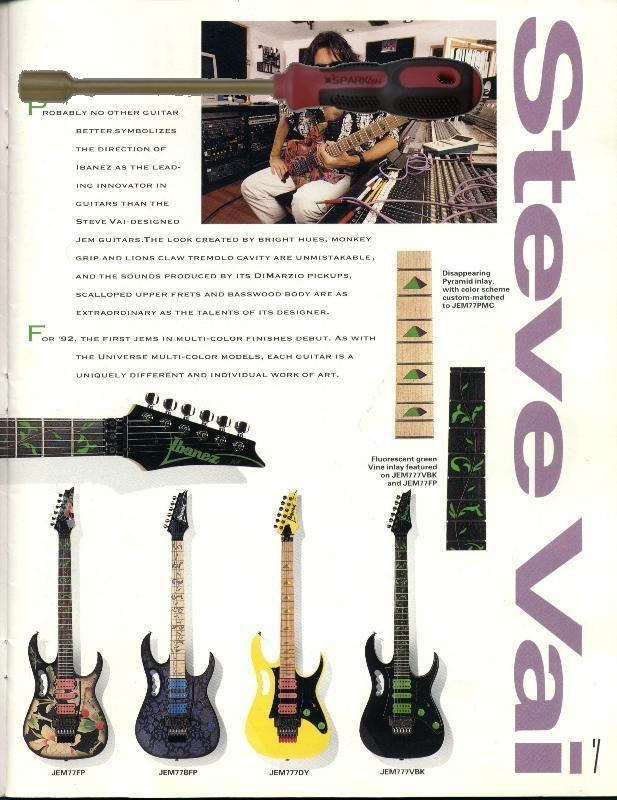 Steve Vai
SPARK
PROBABLY NO OTHER GUITAR
BETTER SYMBOLIZES
THE DIRECTION OF
IBANEZ AS THE LEAD-
ING INNOVATOR IN
GUITARS THAN THE
STEVE VAI-DESIGNED
JEM GUITARS.THE LOOK CREATED BY BRIGHT HUES, MONKEY
GRIP AND LIONS CLAW TREMOLO CAVITY ARE UNMISTAKABLE,
AND THE SOUNDS PRODUCED BY ITS DIMARZIO PICKUPS,
SCALLOPED UPPER FRETS AND BASSWOOD BODY ARE AS
EXTRAORDINARY AS THE TALENTS OF ITS DESIGNER.
FOR '92, THE FIRST JEMS IN MULTI-COLOR FINISHES DEBUT. AS WITH
THE UNIVERSE MULTI-COLOR MODELS, EACH GUITAR IS A
UNIQUELY DIFFERENT AND INDIVIDUAL WORK OF ART.
Disappearing
Pyramid inlay,
with color scheme
custom-matched
to JEM77PMC
Ibanez
Fluorescent green
Vine inlay featured
on JEM777VBK
and JEM77FP
JEM77FP
JEM77BFP
JEM777DY
JEM777VBK